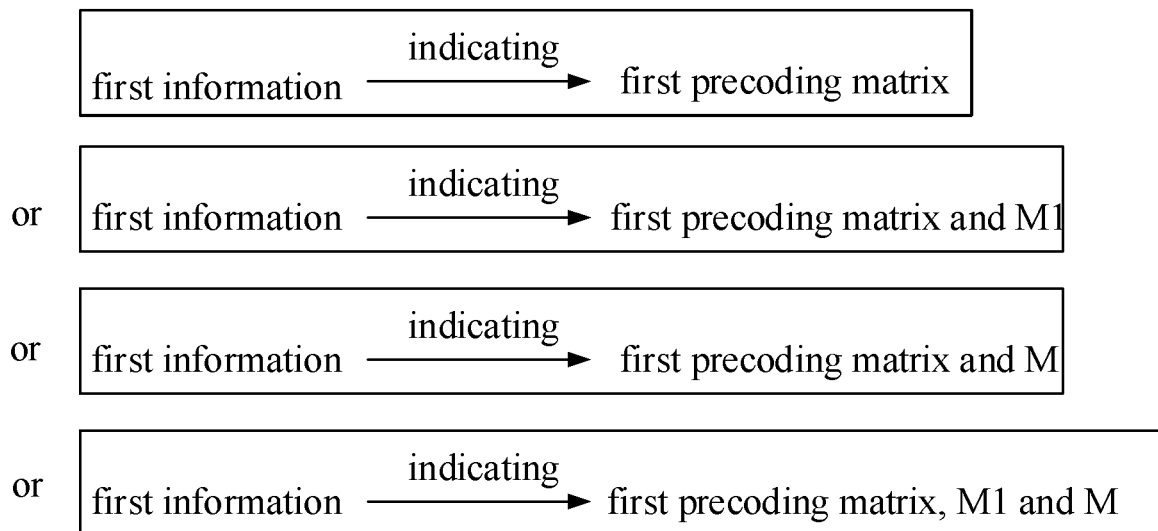 indicating
first information first precoding matrix
indicating
or first information first precoding matrix and M1
indicating
or first information first precoding matrix and M
indicating
or first information first precoding matrix, M1 and M